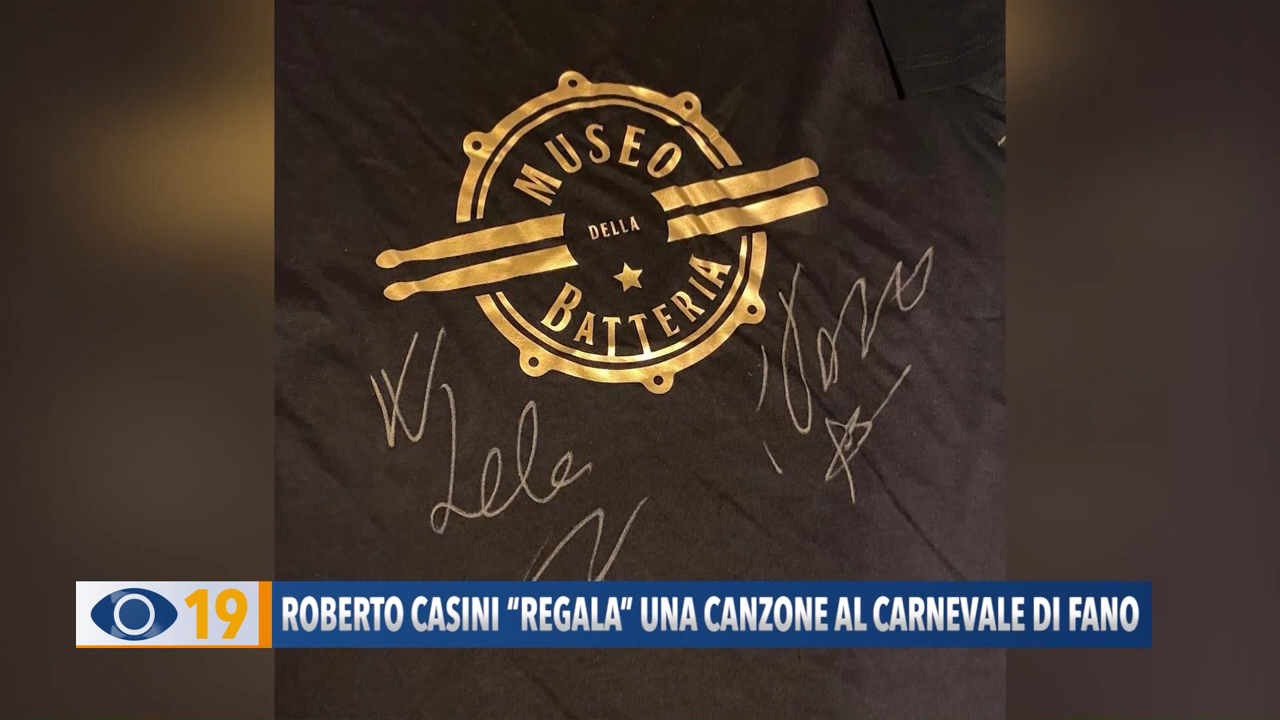 MUSEO
DELLA
BATTERIA
W
Lele
19
ROBERTO CASINI “REGALA” UNA CANZONE AL CARNEVALE DI FANO